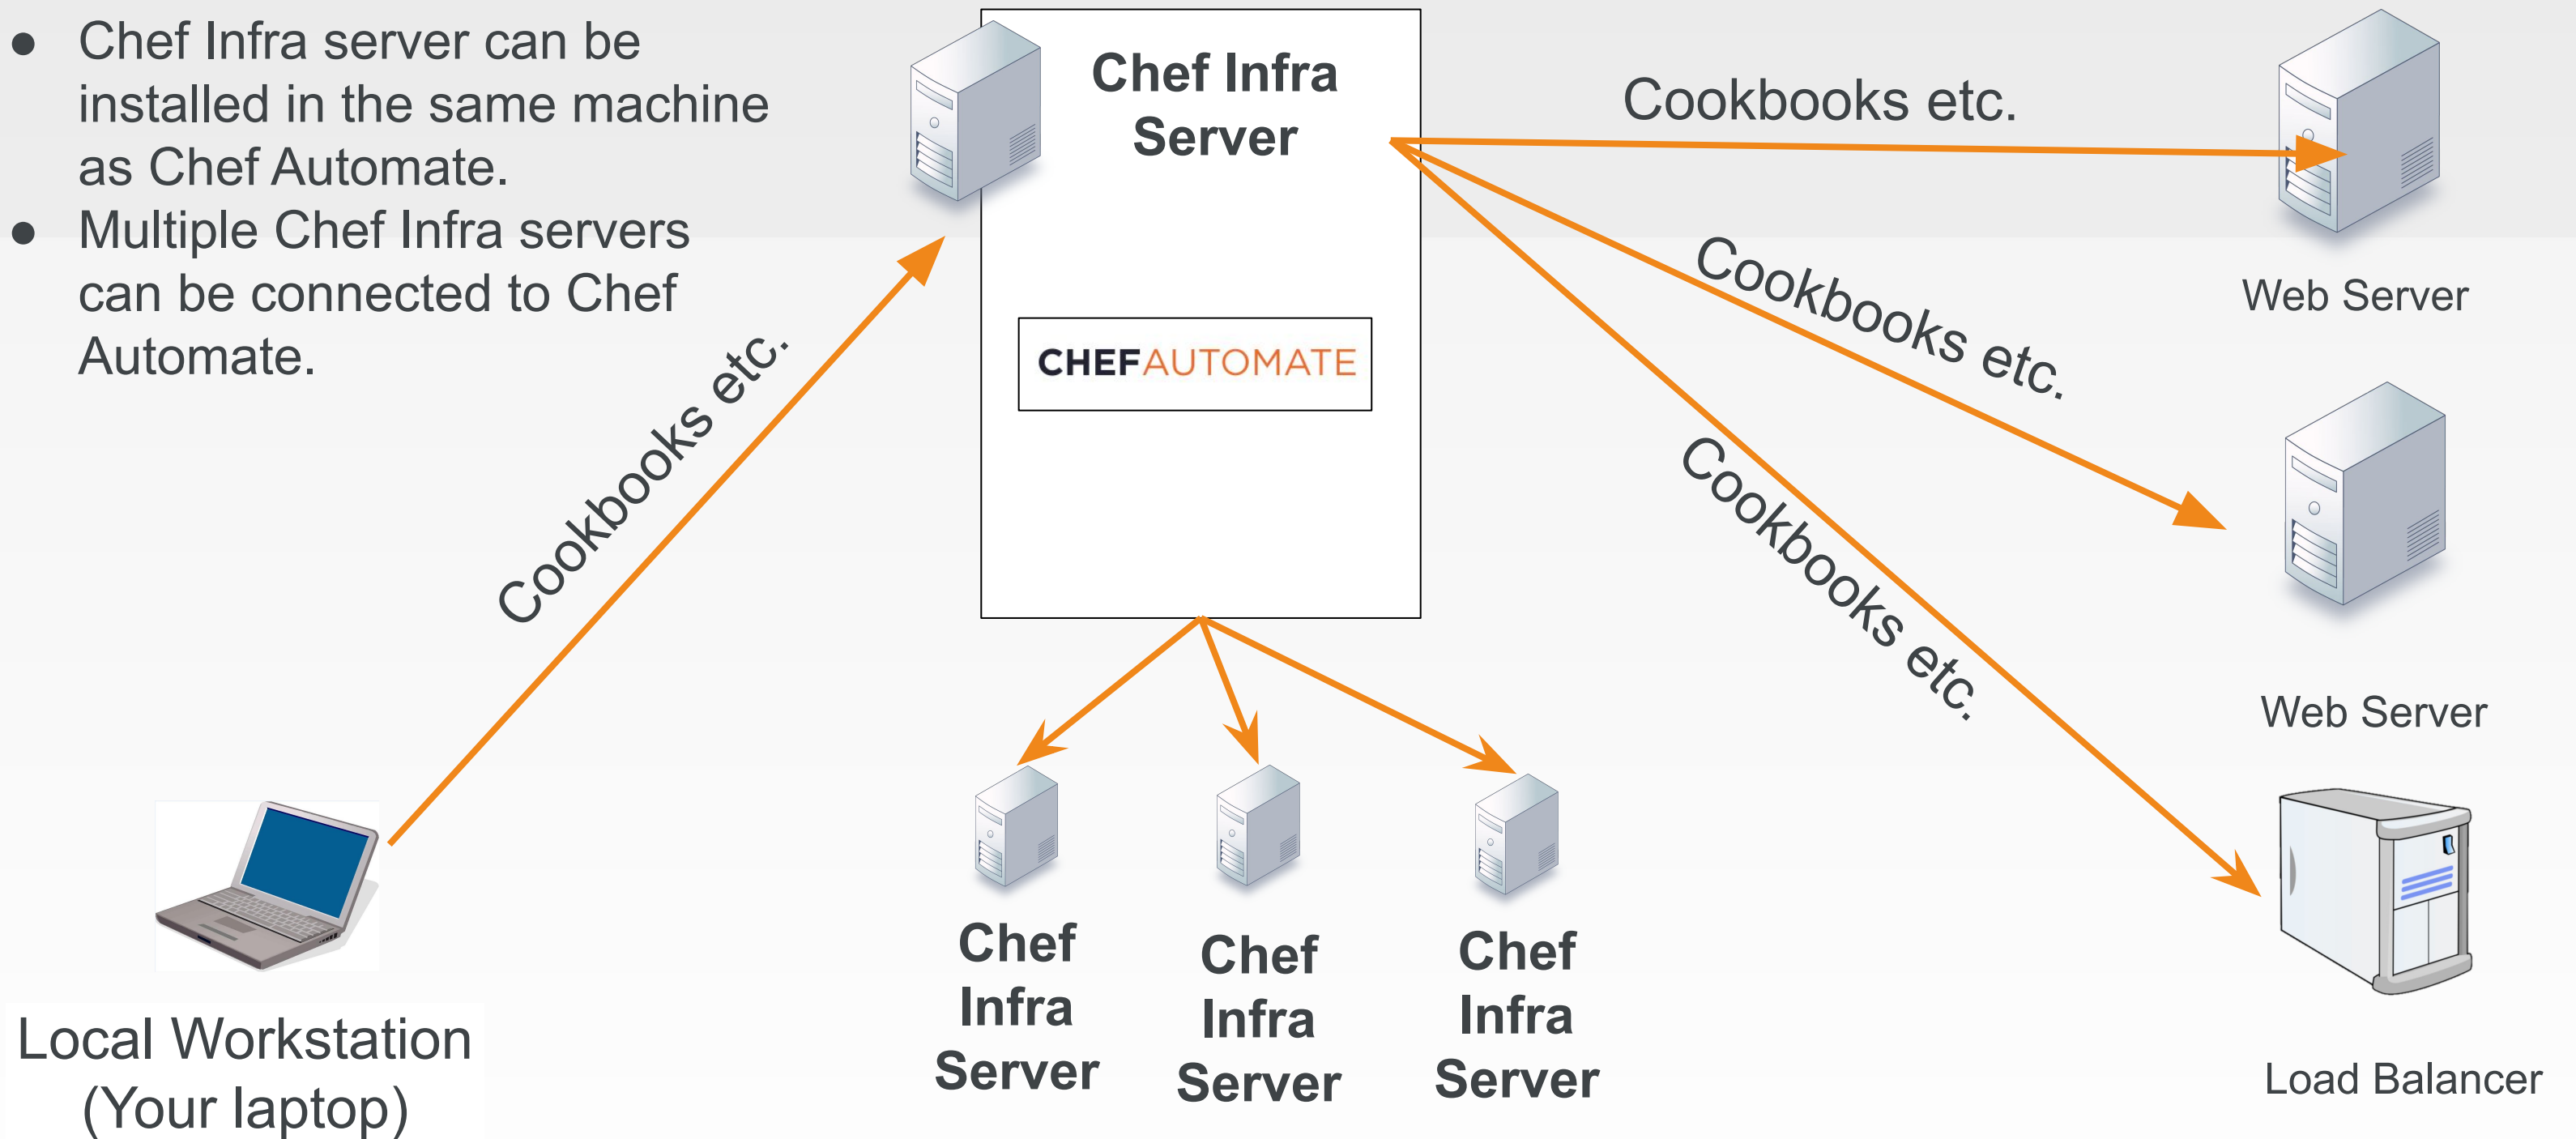 ● Chef Infra server can be
installed in the same machine
as Chef Automate.
● Multiple Chef Infra servers
can be connected to Chef
Automate.
Chef Infra
Server
CHEFAUTOMATE
Cookbooks etc.
Cookbooks etc.
Cookbooks etc.
Cookbooks etc.
Web Server
Web Server
Load Balancer
Local Workstation
(Your laptop)
Chef
Infra
Server
Chef
Infra
Server
Chef
Infra
Server